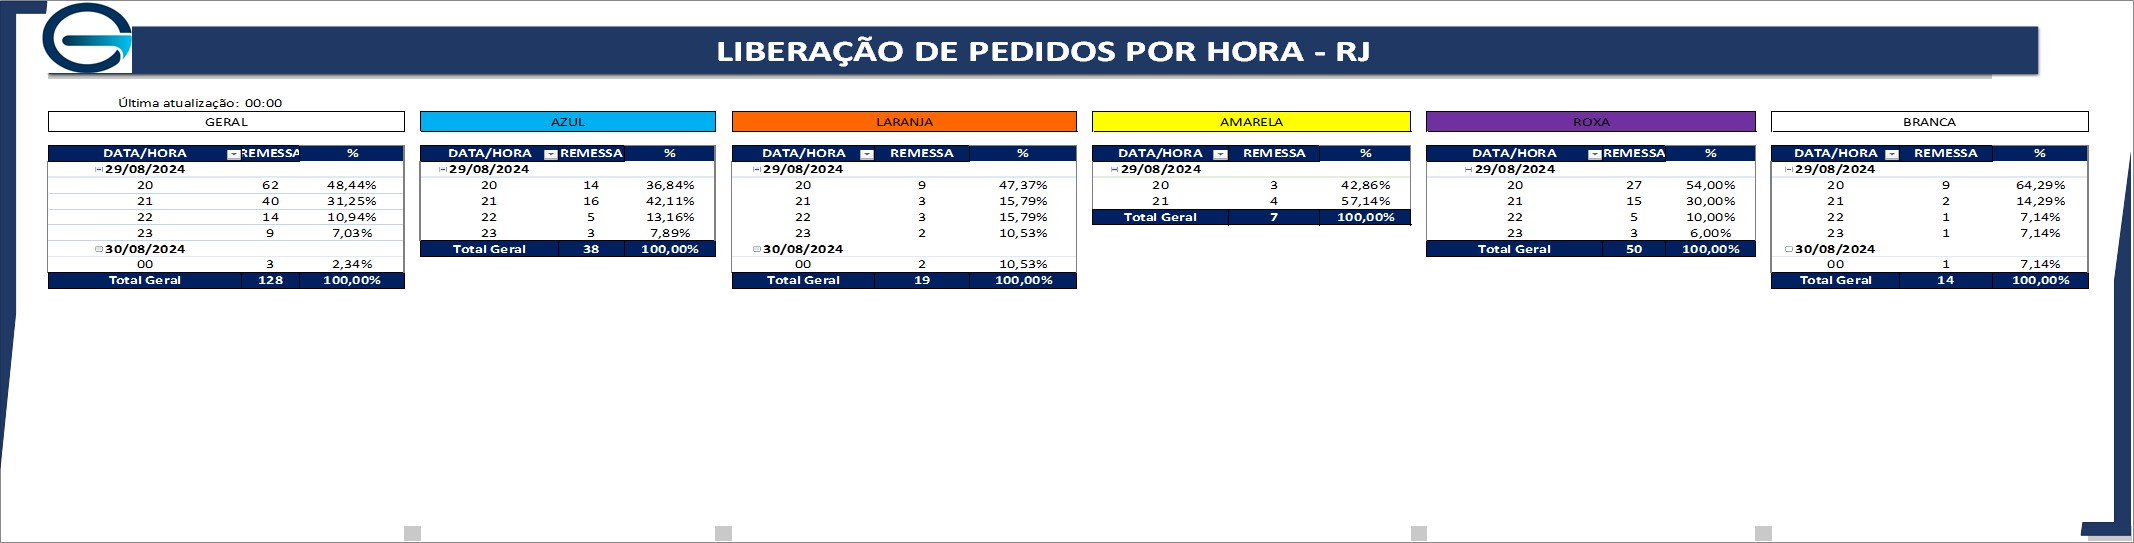 LIBERAÇÃO DE PEDIDOS POR HORA - RJ
Última atualização: 00:00
GERAL
DATA/HORA REMESSA %
29/08/2024
20 62 48,44%
21 40 31,25%
22 14 10,94%
23 9 7,03%
30/08/2024
00 3 2,34%
Total Geral 128 100,00%
AZUL
DATA/HORA REMESSA %
29/08/2024
20 14 36,84%
21 16 42,11%
22 5 13,16%
23 3 7,89%
Total Geral 38 100,00%
LARANJA
DATA/HORA REMESSA %
29/08/2024
20 9 47,37%
21 3 15,79%
22 3 15,79%
23 2 10,53%
30/08/2024
00 2 10,53%
Total Geral 19 100,00%
AMARELA
DATA/HORA REMESSA %
29/08/2024
20 3 42,86%
21 4 57,14%
Total Geral 7 100,00%
ROXA
DATA/HORA REMESSA %
29/08/2024
20 27 54,00%
21 15 30,00%
22 5 10,00%
23 3 6,00%
Total Geral 50 100,00%
BRANCA
DATA/HORA REMESSA %
29/08/2024
20 9 64,29%
21 2 14,29%
22 1 7,14%
23 1 7,14%
30/08/2024
00 1 7,14%
Total Geral 14 100,00%